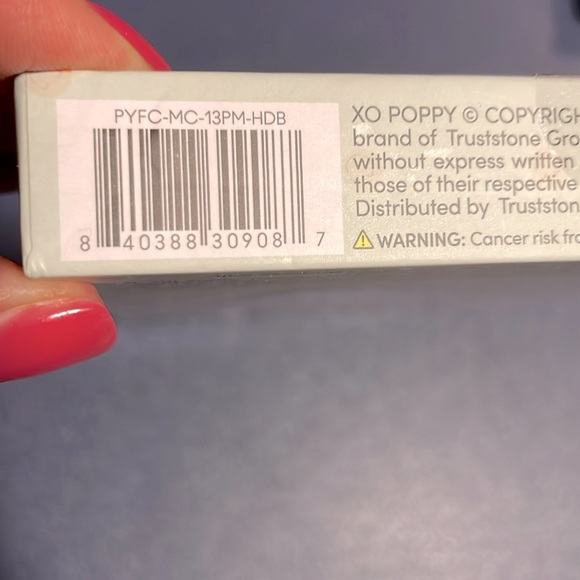 PYFC-MC-13PM-HDB
8 40388 30908 7
XO POPPY © COPYRIGH
brand of Truststone Gro
without express written
those of their respective
Distributed by Truston
⚠ WARNING: Cancer risk fro